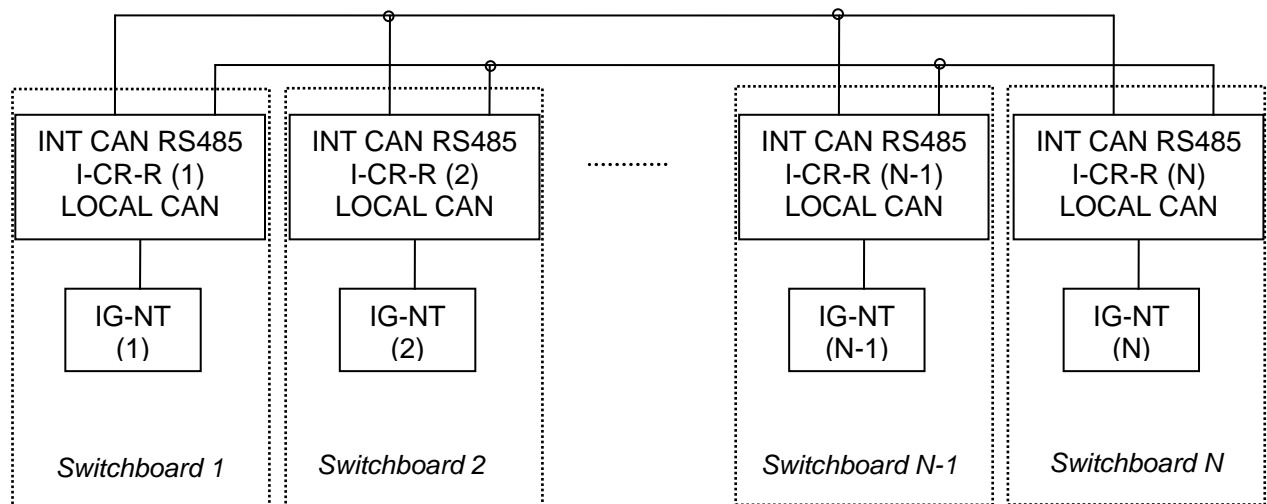 INT CAN RS485
I-CR-R (1)
LOCAL CAN
INT CAN RS485
I-CR-R (2)
LOCAL CAN
............
INT CAN RS485
I-CR-R (N-1)
LOCAL CAN
INT CAN RS485
I-CR-R (N)
LOCAL CAN
IG-NT
(1)
IG-NT
(2)
IG-NT
(N-1)
IG-NT
(N)
Switchboard 1
Switchboard 2
Switchboard N-1
Switchboard N